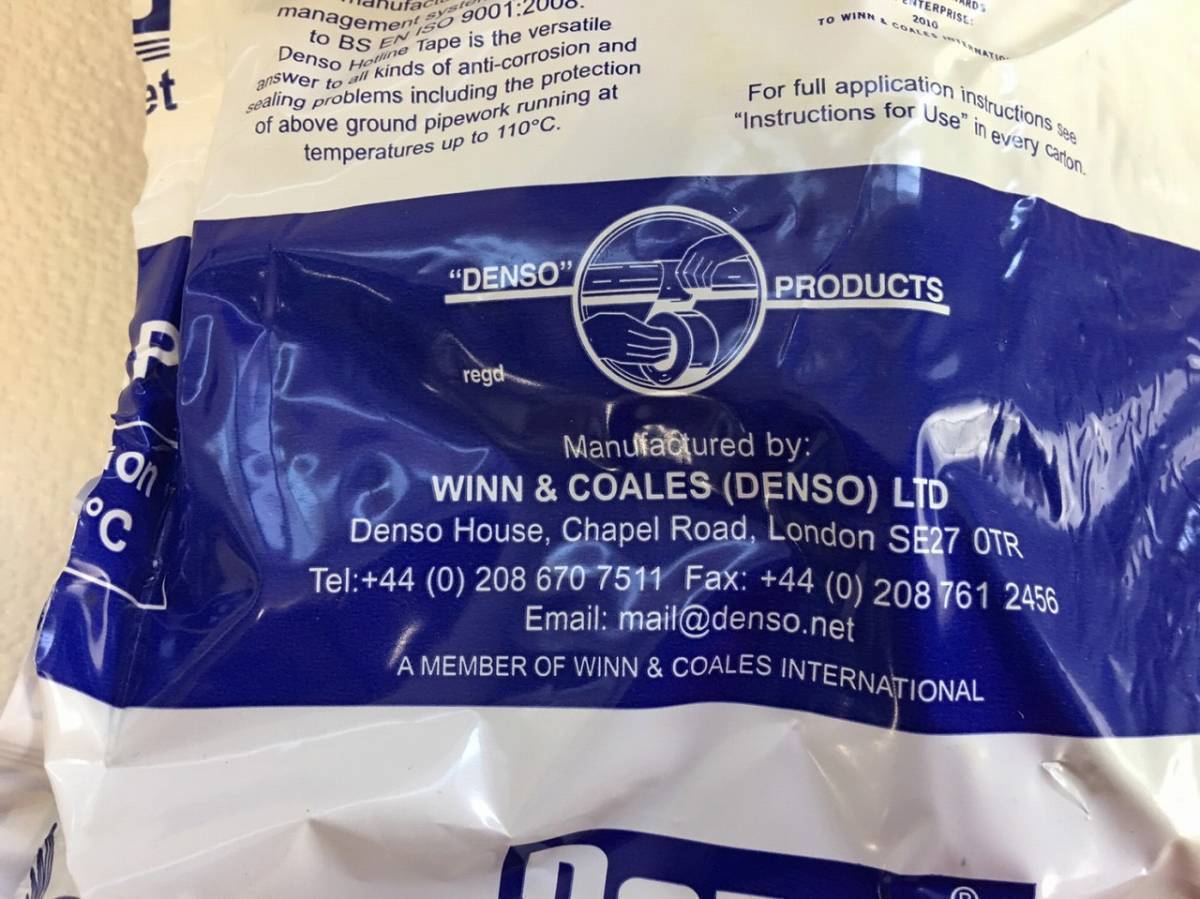 management system
to BS EN ISO 9001:2008.
Denso Hotline Tape is the versatile
answer to all kinds of anti-corrosion and
sealing problems including the protection
of above ground pipework running at
temperatures up to 110°C.
ENTERPRISE:
2010
TO WINN & COALES
For full application instructions see
"Instructions for Use" in every carton.
et
"DENSO" PRODUCTS
regd
P
°C
Manufactured by:
WINN & COALES (DENSO) LTD
Denso House, Chapel Road, London SE27 0TR
Tel:+44 (0) 208 670 7511 Fax: +44 (0) 208 761 2456
Email: mail@denso.net
A MEMBER OF WINN & COALES INTERNATIONAL
®